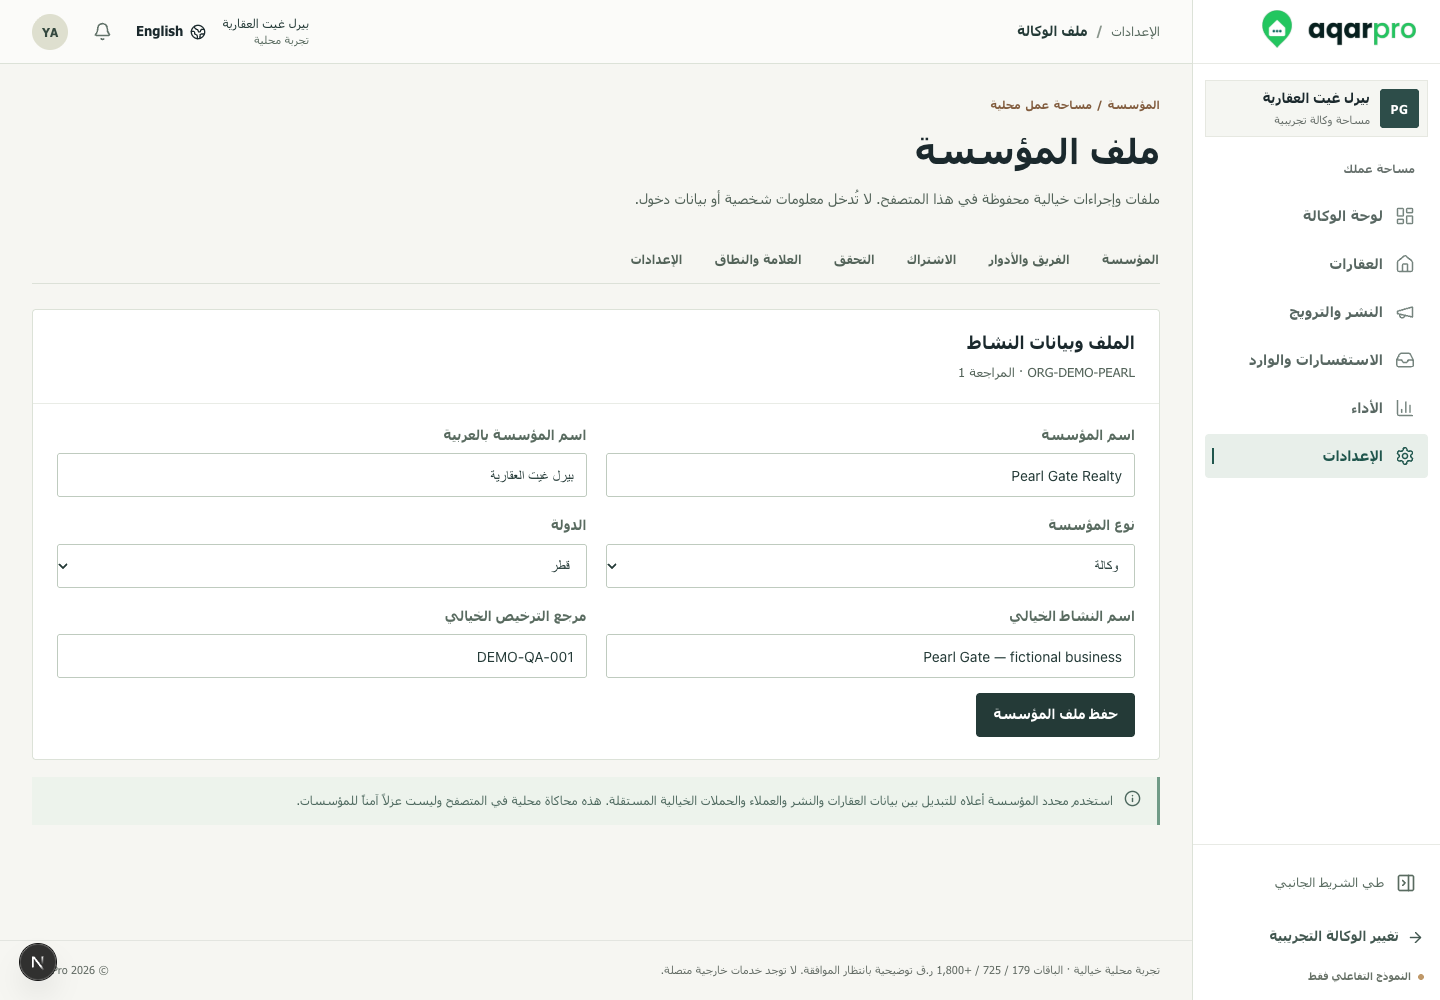 aqarpro
بيرل غيت العقارية
مساحة وكالة تجريبية
PG
مساحة عملك
لوحة الوكالة
العقارات
النشر والترويج
الاستفسارات والوارد
الأداء
الإعدادات
طي الشريط الجانبي
تغيير الوكالة التجريبية
النموذج التفاعلي فقط
الإعدادات / ملف الوكالة
بيرل غيت العقارية
تجربة محلية
English
YA
المؤسسة / مساحة عمل محلية
ملف المؤسسة
ملفات وإجراءات خيالية محفوظة في هذا المتصفح. لا تُدخل معلومات شخصية أو بيانات دخول.
المؤسسة الفريق والأدوار الاشتراك التحقق العلامة والنطاق الإعدادات
الملف وبيانات النشاط
ORG-DEMO-PEARL · المراجعة 1
اسم المؤسسة
Pearl Gate Realty
اسم المؤسسة بالعربية
بيرل غيت العقارية
نوع المؤسسة
وكالة
الدولة
قطر
اسم النشاط الخيالي
Pearl Gate — fictional business
مرجع الترخيص الخيالي
DEMO-QA-001
حفظ ملف المؤسسة
استخدم محدد المؤسسة أعلاه للتبديل بين بيانات العقارات والنشر والعملاء والحملات الخيالية المستقلة. هذه محاكاة محلية في المتصفح وليست عزلاً آمناً للمؤسسات.
تجربة محلية خيالية · الباقات 179 / 725 / +1,800 ر.ق توضيحية بانتظار الموافقة. لا توجد خدمات خارجية متصلة.
© 2026
N